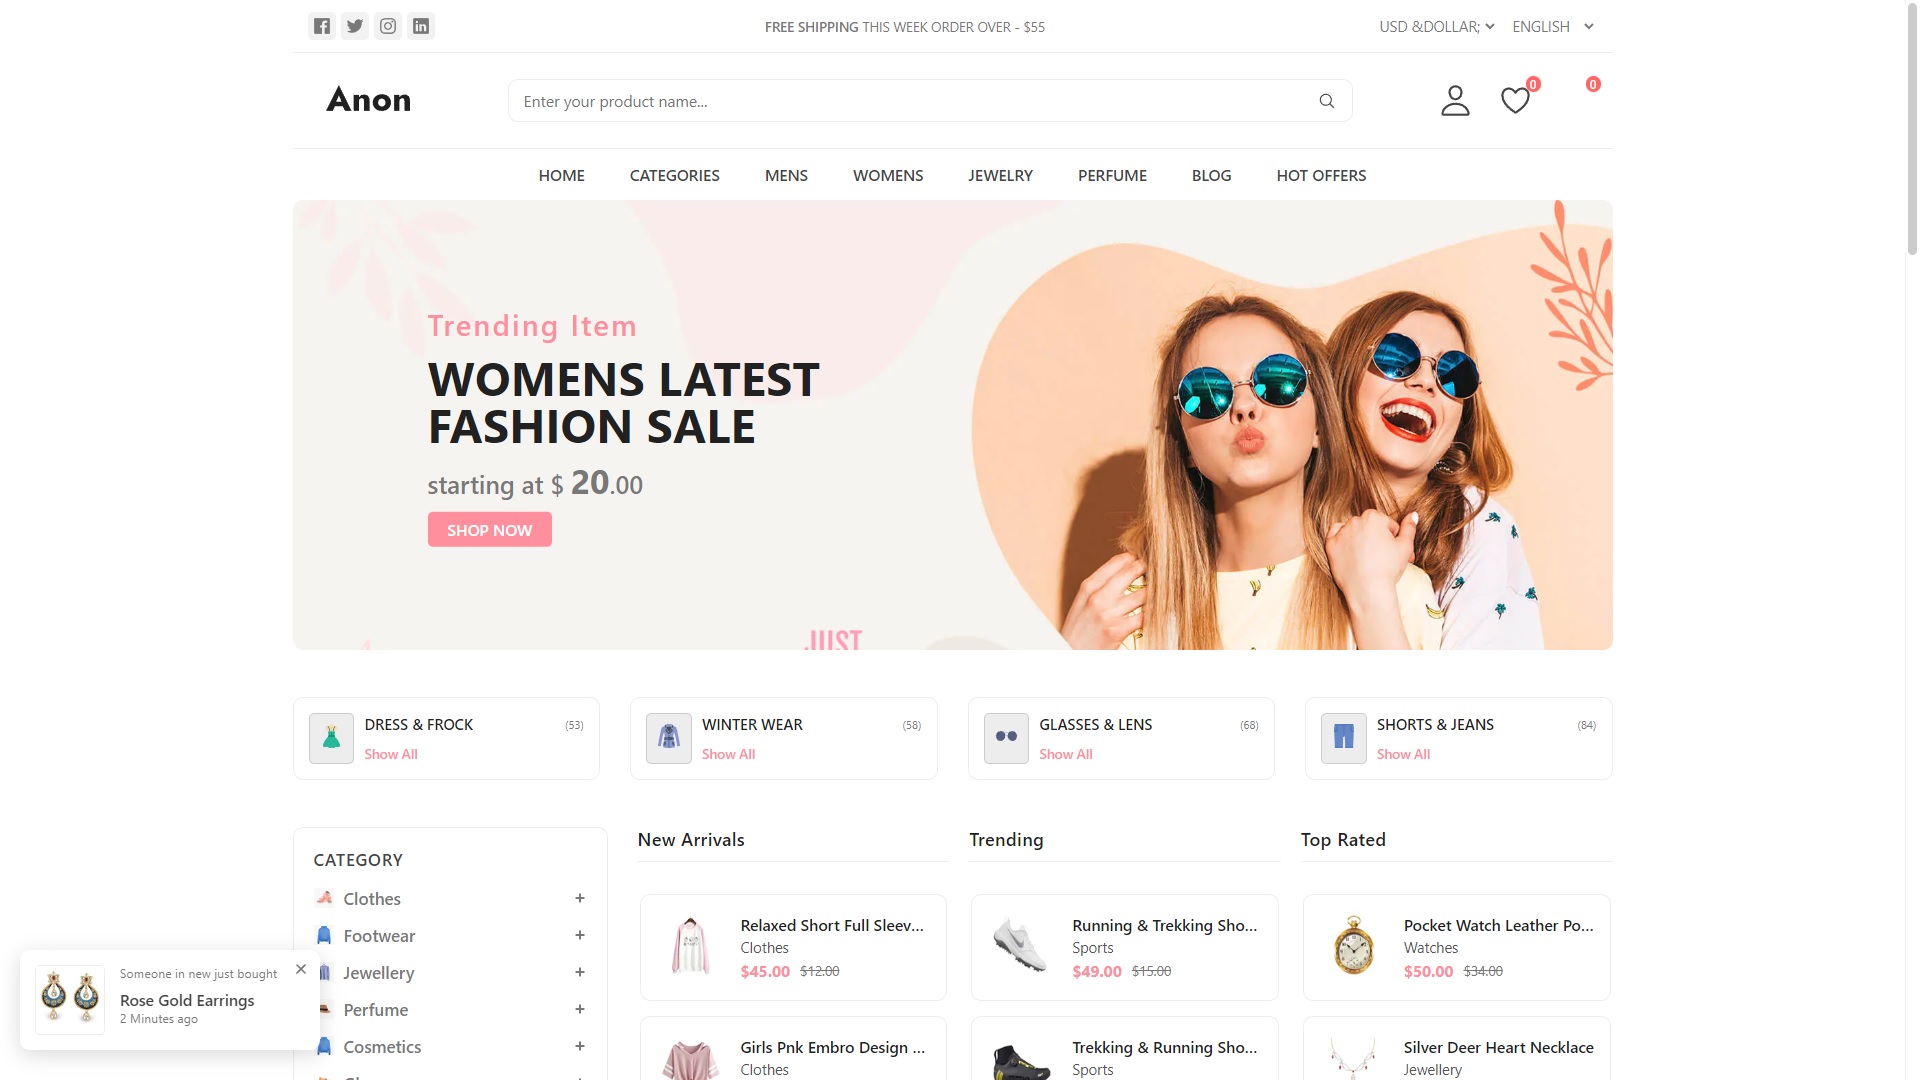 FREE SHIPPING THIS WEEK ORDER OVER - $55
USD &DOLLAR;
ENGLISH
Anon
Enter your product name...
0
0
HOME
CATEGORIES
MENS
WOMENS
JEWELRY
PERFUME
BLOG
HOT OFFERS
Trending Item
WOMENS LATEST
FASHION SALE
starting at $ 20.00
SHOP NOW
JUST
DRESS & FROCK
(53)
Show All
WINTER WEAR
(58)
Show All
GLASSES & LENS
(68)
Show All
SHORTS & JEANS
(84)
Show All
CATEGORY
Clothes +
Footwear +
Jewellery +
Perfume +
Cosmetics +
Someone in new just bought
Rose Gold Earrings
2 Minutes ago
New Arrivals
Relaxed Short Full Sleev...
Clothes
$45.00 $12.00
Girls Pnk Embro Design ...
Clothes
Trending
Running & Trekking Sho...
Sports
$49.00 $15.00
Trekking & Running Sho...
Sports
Top Rated
Pocket Watch Leather Po...
Watches
$50.00 $34.00
Silver Deer Heart Necklace
Jewellery